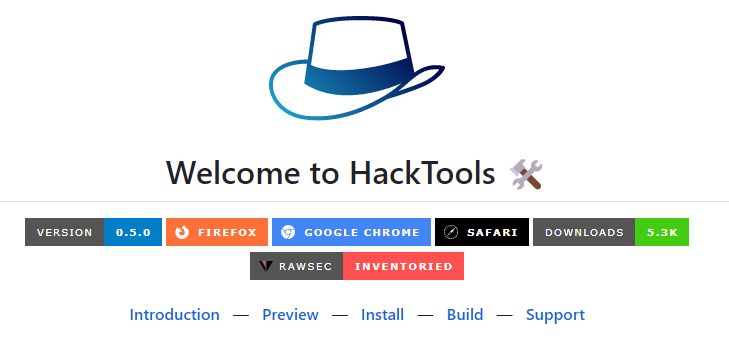 Welcome to HackTools
VERSION 0.5.0 FIREFOX GOOGLE CHROME SAFARI DOWNLOADS 5.3K
RAWSEC INVENTORIED
Introduction — Preview — Install — Build — Support